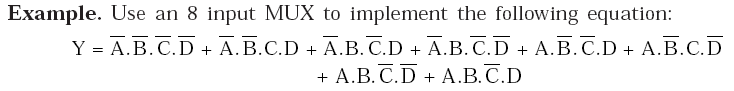 Example. Use an 8 input MUX to implement the following equation:
Y = A̅.B̅.C̅.D̅ + A̅.B̅.C.D + A̅.B.C̅.D + A̅.B.C̅.D̅ + A.B̅.C̅.D + A.B̅.C.D̅
+ A.B.C̅.D̅ + A.B.C̅.D